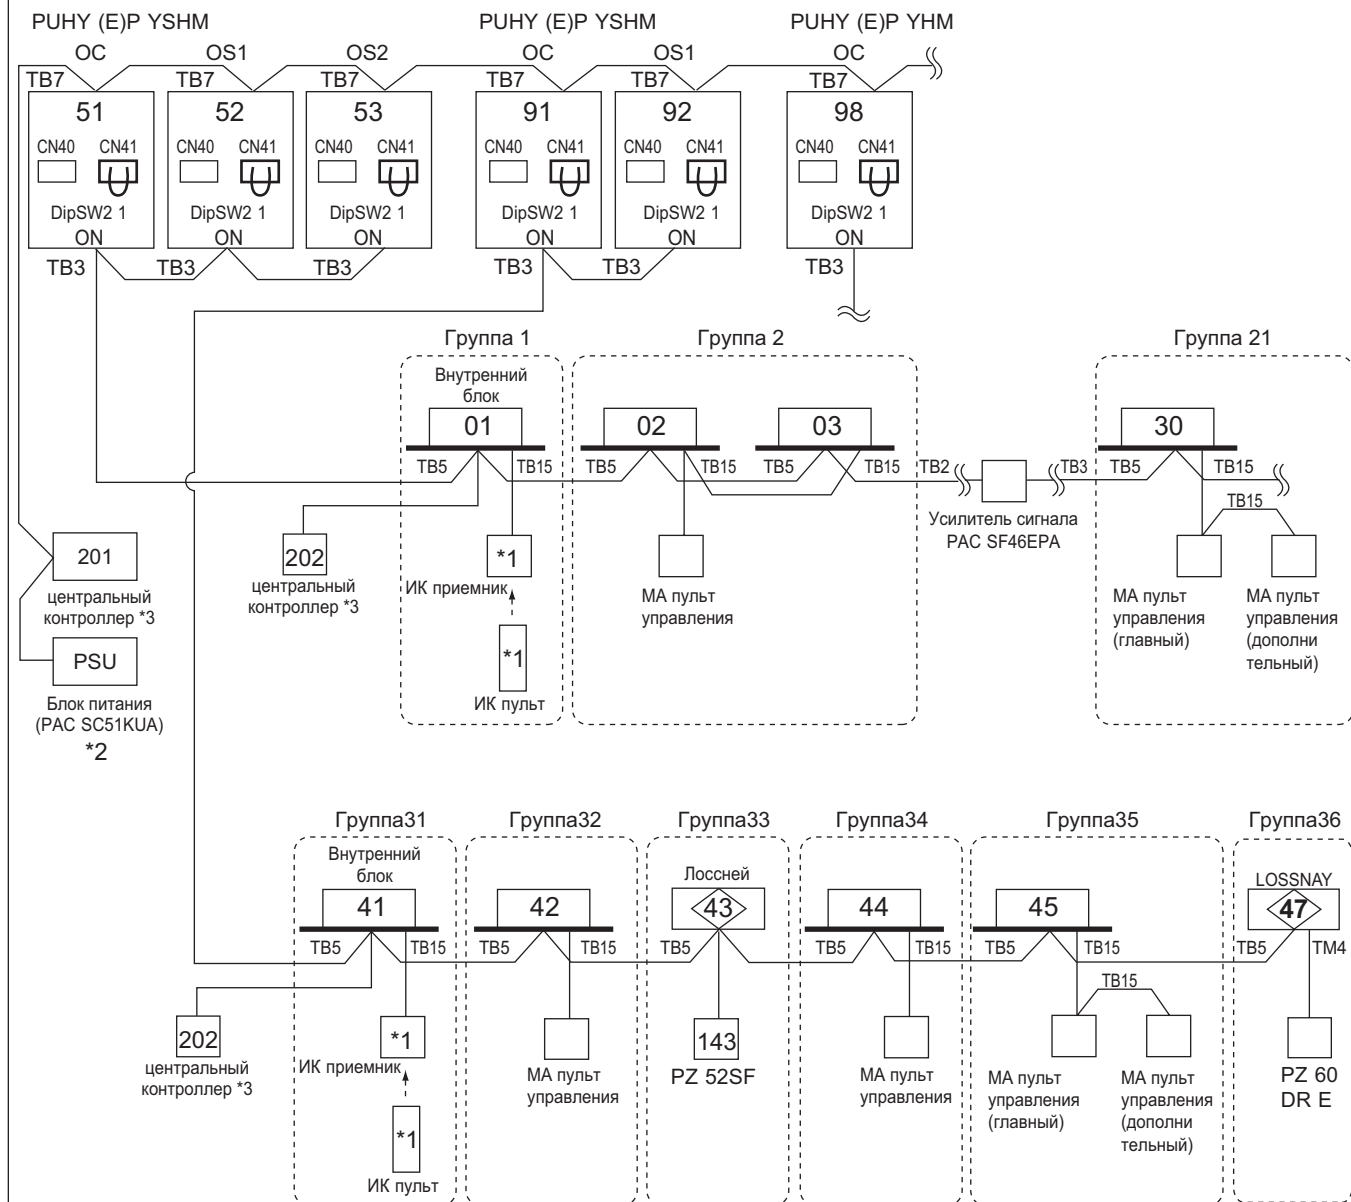 PUHY (E)P YSHM PUHY (E)P YSHM PUHY (E)P YHM
OC OS1 OS2 OC OS1 OC
TB7 TB7 TB7 TB7 TB7 TB7
51 52 53 91 92 98
CN40 CN41 CN40 CN41 CN40 CN41 CN40 CN41 CN40 CN41 CN40 CN41
DipSW2 1 DipSW2 1 DipSW2 1 DipSW2 1 DipSW2 1 DipSW2 1
ON ON ON ON ON ON
TB3 TB3 TB3 TB3 TB3 TB3
Группа 1 Группа 2 Группа 21
Внутренний
блок
01 02 03 30
TB5 TB15 TB5 TB15 TB5 TB15 TB2 TB3 TB5 TB15
TB15
Усилитель сигнала
PAC SF46EPA
201
центральный
контроллер *3
202
центральный
контроллер *3
*1
ИК приемник
*1
ИК пульт
МА пульт
управления
МА пульт
управления
(главный)
МА пульт
управления
(дополни
тельный)
PSU
Блок питания
(PAC SC51KUA)
*2
Группа31 Группа32 Группа33 Группа34 Группа35 Группа36
Внутренний
блок
Лоссней
LOSSNAY
41 42 43 44 45 47
TB5 TB15 TB5 TB15 TB5 TB5 TB15 TB5 TB15 TB5 TM4
TB15
202
центральный
контроллер *3
*1
ИК приемник
*1
ИК пульт
МА пульт
управления
143
PZ 52SF
МА пульт
управления
МА пульт
управления
(главный)
МА пульт
управления
(дополни
тельный)
PZ 60
DR E